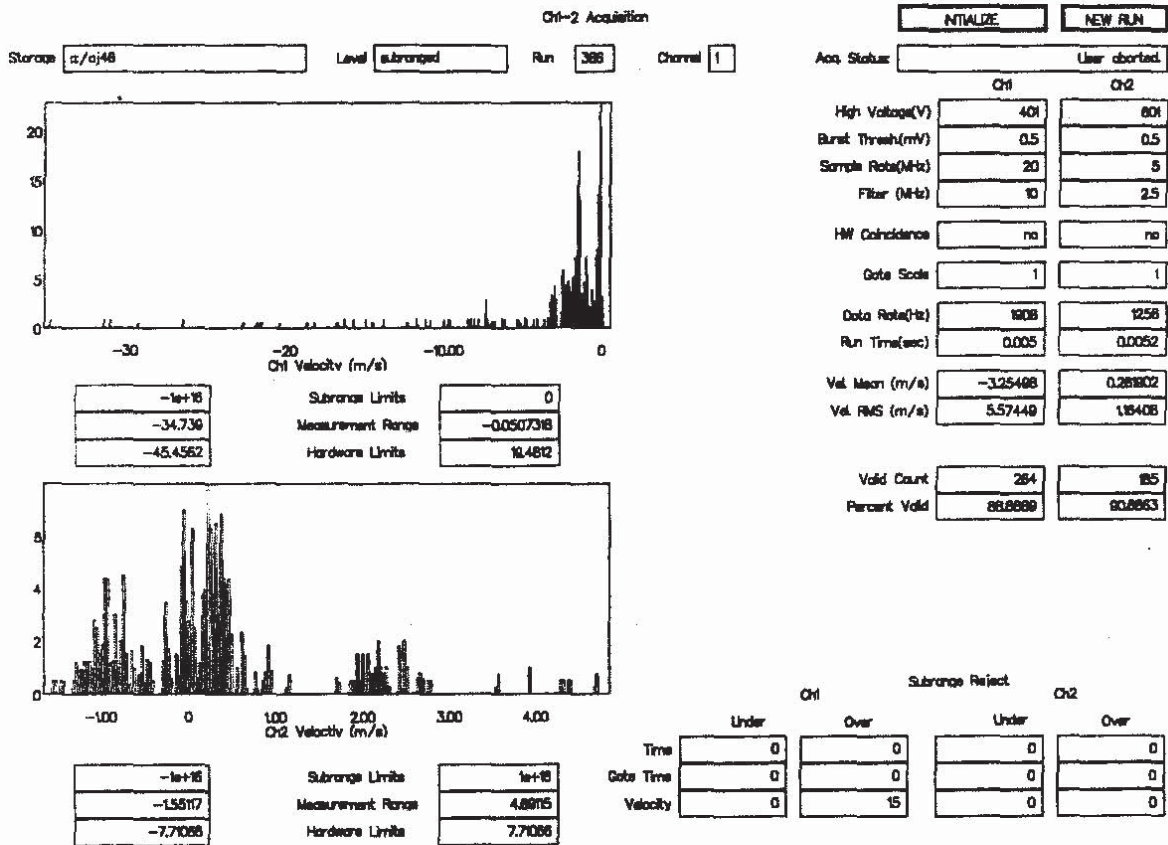 Ch1-2 Acquisition
INITIALIZE NEW RUN
Storage Level subranged Run 386 Channel 1
Acq. Status: User aborted.
Ch1 Ch2
High Voltage(V) 401 601
Burst Thresh(mV) 0.5 0.5
Sample Rate(MHz) 20 5
Filter (MHz) 10 2.5
HW Coincidence no no
Gate Scale 1 1
Data Rate(Hz) 1908 1256
Run Time(sec) 0.005 0.0052
Vel. Mean (m/s) -3.25498 0.281902
Vel. RMS (m/s) 5.57449 1.16406
Valid Count 264 185
Percent Valid
20
15
10
5
0
-30 -20 -10.00 0
Ch1 Velocity (m/s)
-1e+16 Subrange Limits 0
-34.739 Measurement Range -0.0507318
-45.4562 Hardware Limits 19.4812
6
4
2
0
-1.00 0 1.00 2.00 3.00 4.00
Ch2 Velocity (m/s)
-1e+16 Subrange Limits 1e+16
-1.55117 Measurement Range 4.69115
-7.71066 Hardware Limits 7.71066
Subrange Reject
Ch1 Ch2
Under Over Under Over
Time 0 0 0 0
Gate Time 0 0 0 0
Velocity 0 15 0 0